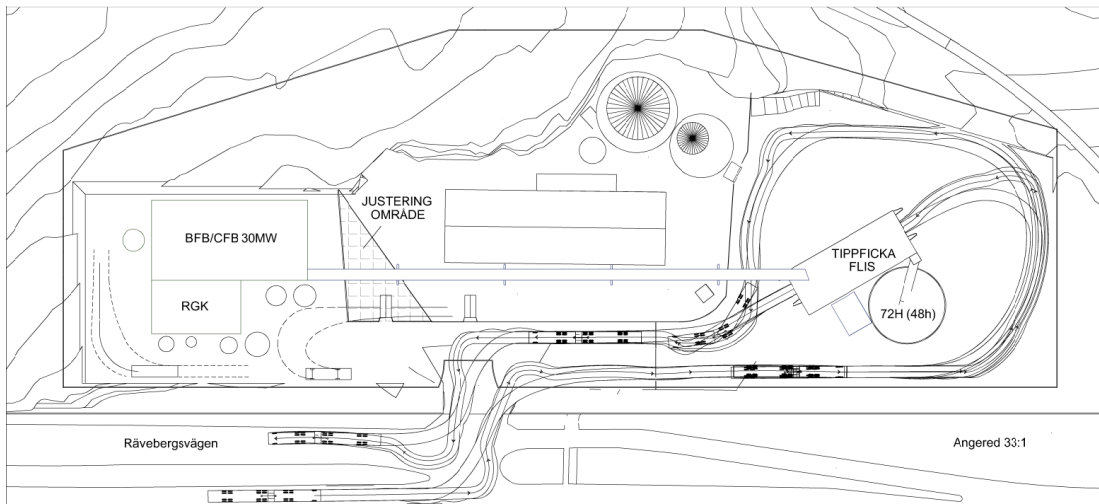 JUSTERING
OMRÅDE
BFB/CFB 30MW
TIPPFICKA
FLIS
RGK
72H (48h)
Rävebergsvägen
Angered 33:1